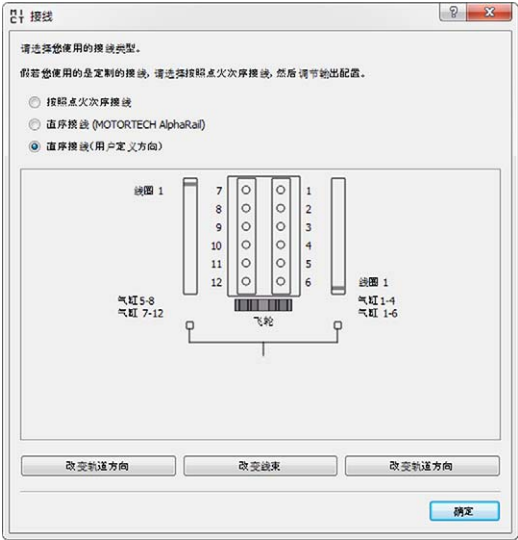 MICT 接线
请选择您使用的接线类型。
假若您使用的是定制的接线, 请选择按照点火次序接线, 然后调节输出配置。
按照点火次序接线
直序接线 (MOTORTECH AlphaRail)
直序接线(用户定义方向)
线圈 1 7 1
8 2
9 3
10 4
11 5
12 6
线圈 1
气缸 5-8 气缸 1-4
气缸 7-12 气缸 1-6
飞轮
改变轨道方向 改变线束 改变轨道方向
确定